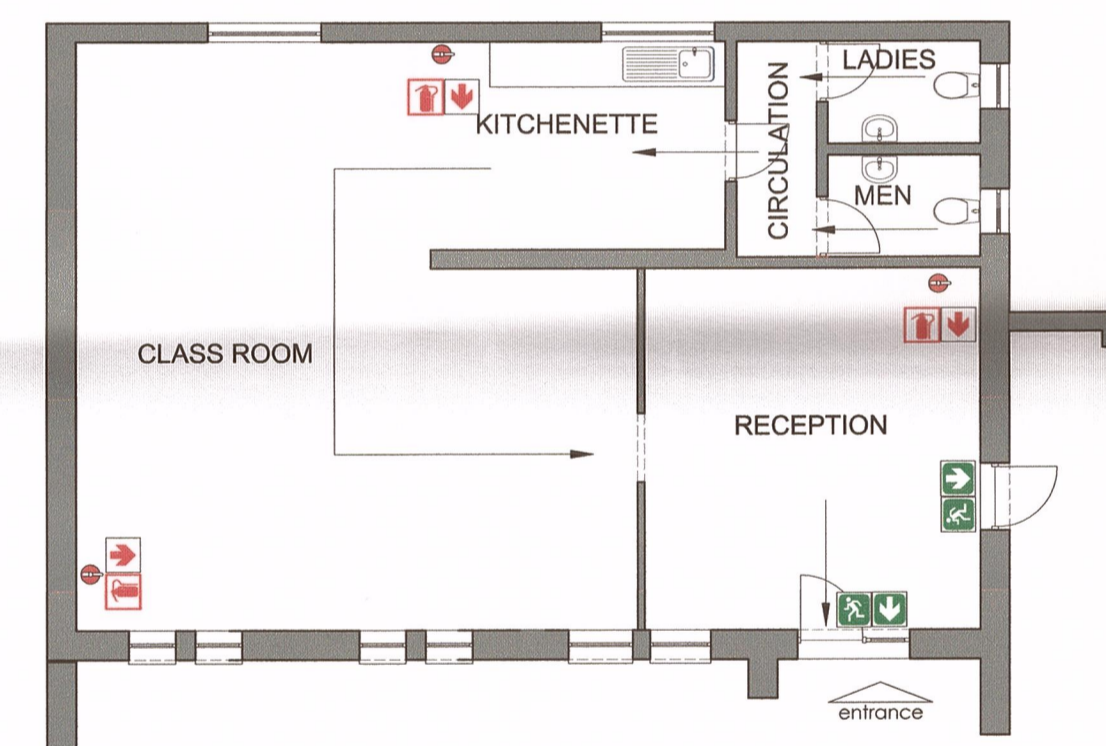 LADIES
KITCHENETTE
CIRCULATION
MEN
CLASS ROOM
RECEPTION
entrance